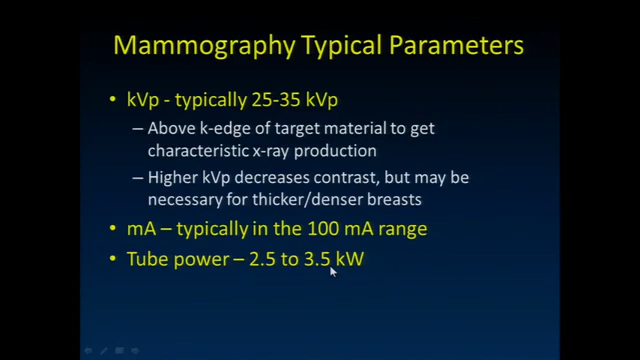 Mammography Typical Parameters
• kVp - typically 25-35 kVp
– Above k-edge of target material to get
characteristic x-ray production
– Higher kVp decreases contrast, but may be
necessary for thicker/denser breasts
• mA – typically in the 100 mA range
• Tube power – 2.5 to 3.5 kW